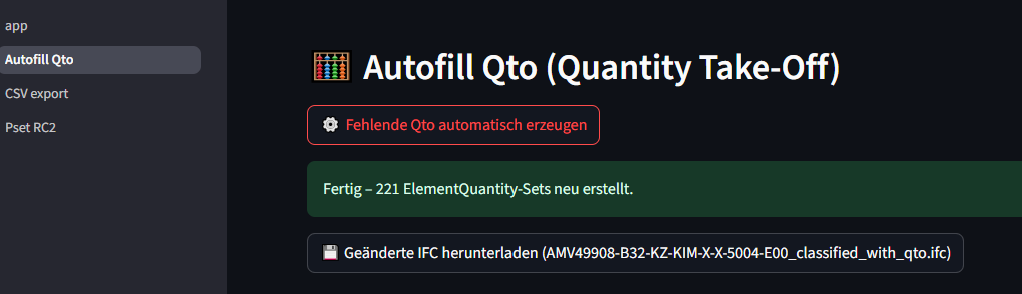 app
Autofill Qto
CSV export
Pset RC2
Autofill Qto (Quantity Take-Off)
Fehlende Qto automatisch erzeugen
Fertig – 221 ElementQuantity-Sets neu erstellt.
Geänderte IFC herunterladen (AMV49908-B32-KZ-KIM-X-X-5004-E00_classified_with_qto.ifc)